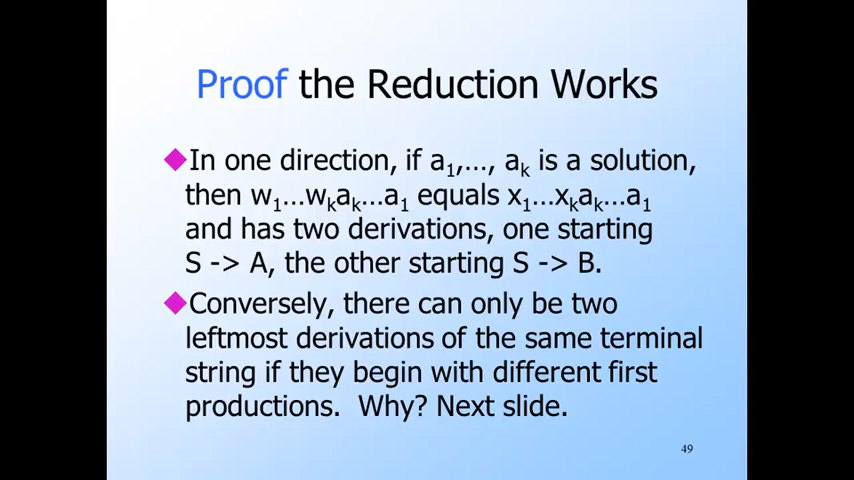 Proof the Reduction Works
◆In one direction, if a₁,…, aₖ is a solution,
then w₁…wₖaₖ…a₁ equals x₁…xₖaₖ…a₁
and has two derivations, one starting
S -> A, the other starting S -> B.
◆Conversely, there can only be two
leftmost derivations of the same terminal
string if they begin with different first
productions. Why? Next slide.
49